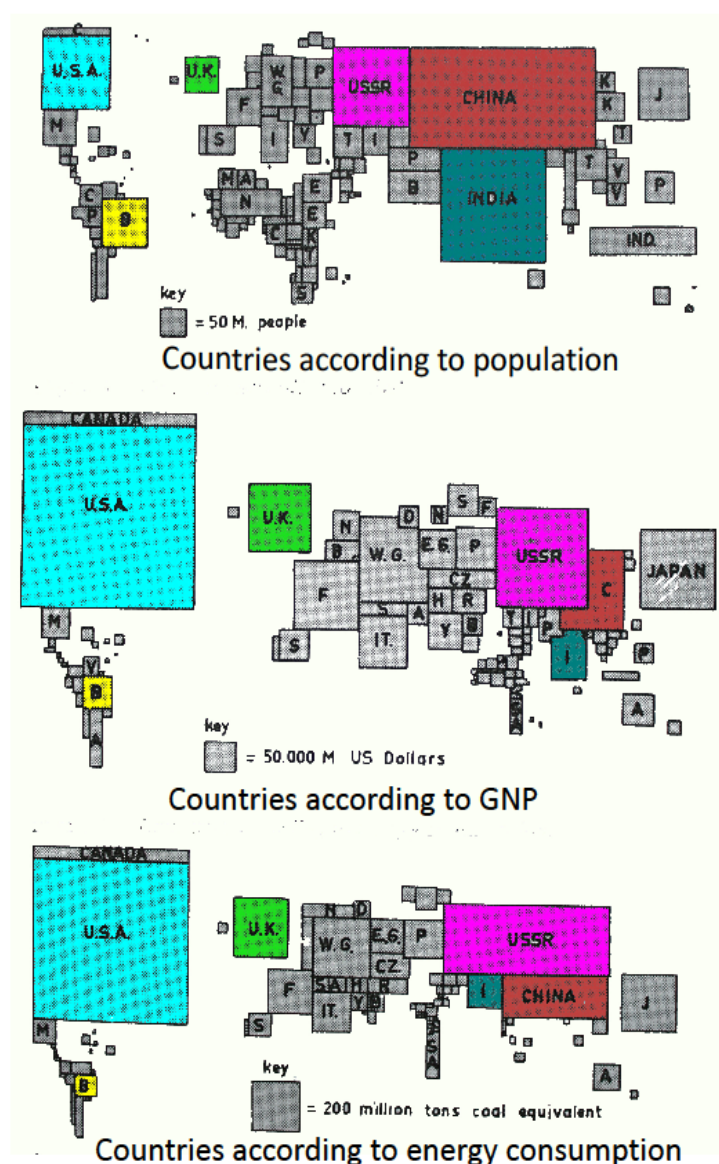 C
U.S.A.
M
C
P
B
U.K.
W.
G.
P
F
S
I
V
USSR
CHINA
K
K
J
T
I
T
P
B
INDIA
T
V
V
P
IND.
M A
N
E
E
C
K
T
S
key
= 50 M. people
Countries according to population
CANADA
U.S.A.
M
V
B
A
U.K.
N
D
N
S
F
B
W.G.
E.G.
P
USSR
C
JAPAN
F
CZ
S
A
H
R
IT.
Y
B
S
T
I
P
I
P
A
key
= 50.000 M US Dollars
Countries according to GNP
CANADA
U.S.A.
M
B
U.K.
N
D
W.G.
E.G.
P
USSR
CZ.
F
S A H
R
IT.
Y
B
S
I
CHINA
J
A
key
= 200 million tons coal equivalent
Countries according to energy consumption